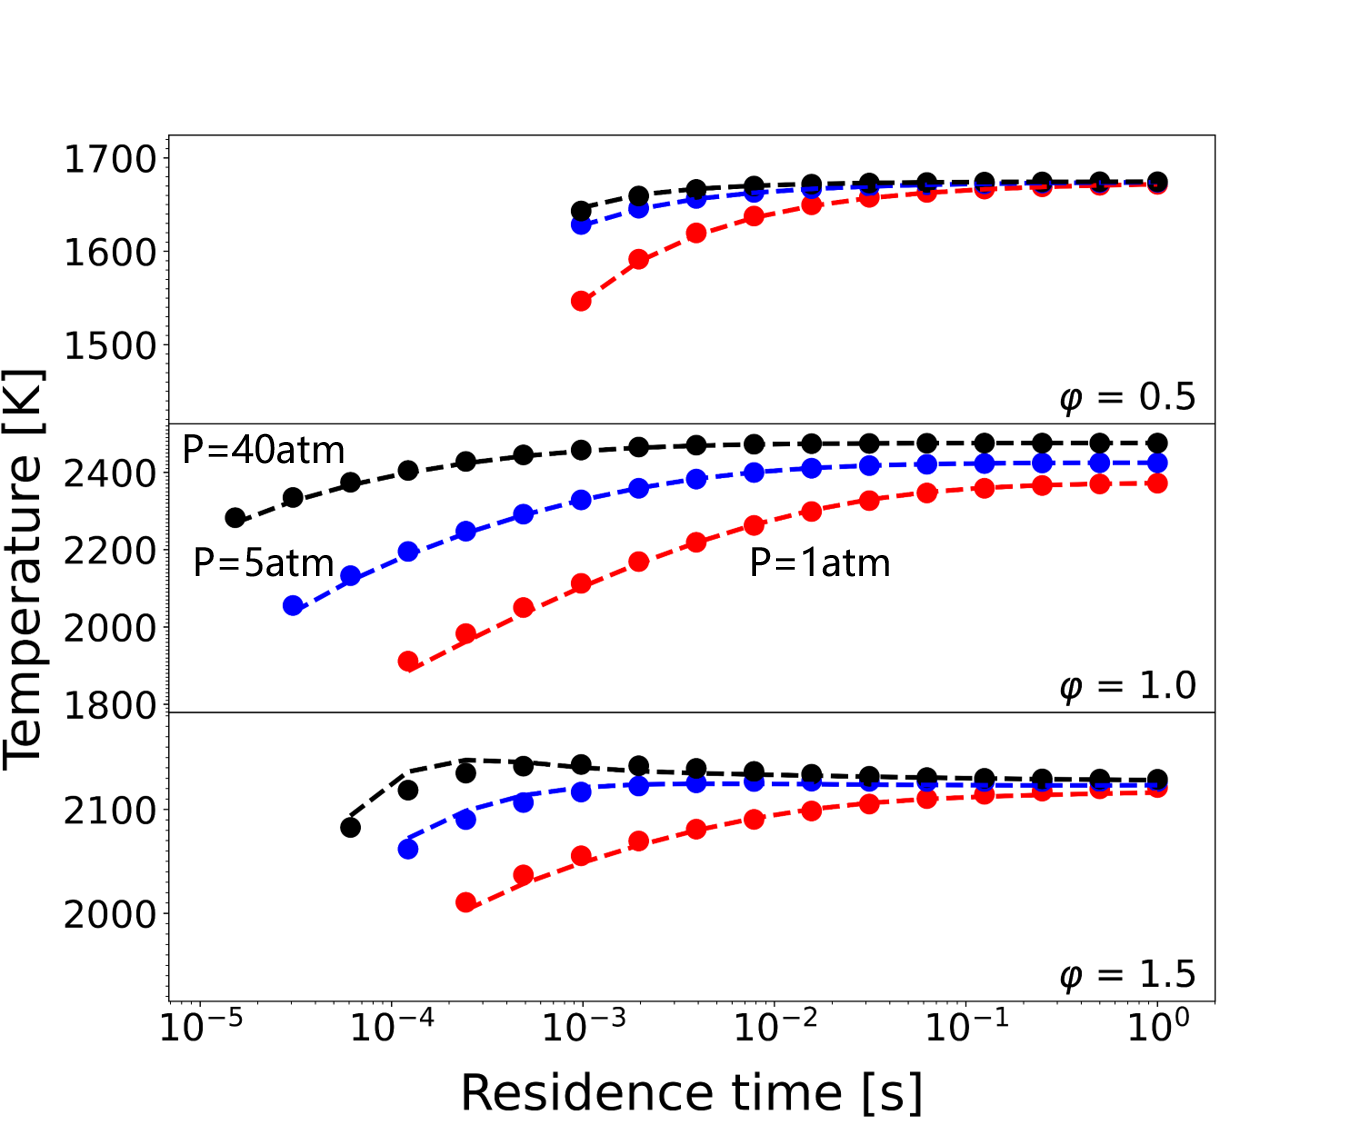 Temperature [K]
1700
1600
1500
φ = 0.5
P=40atm
2400
2200
P=5atm
P=1atm
2000
1800
φ = 1.0
2100
2000
φ = 1.5
10⁻⁵ 10⁻⁴ 10⁻³ 10⁻² 10⁻¹ 10⁰
Residence time [s]